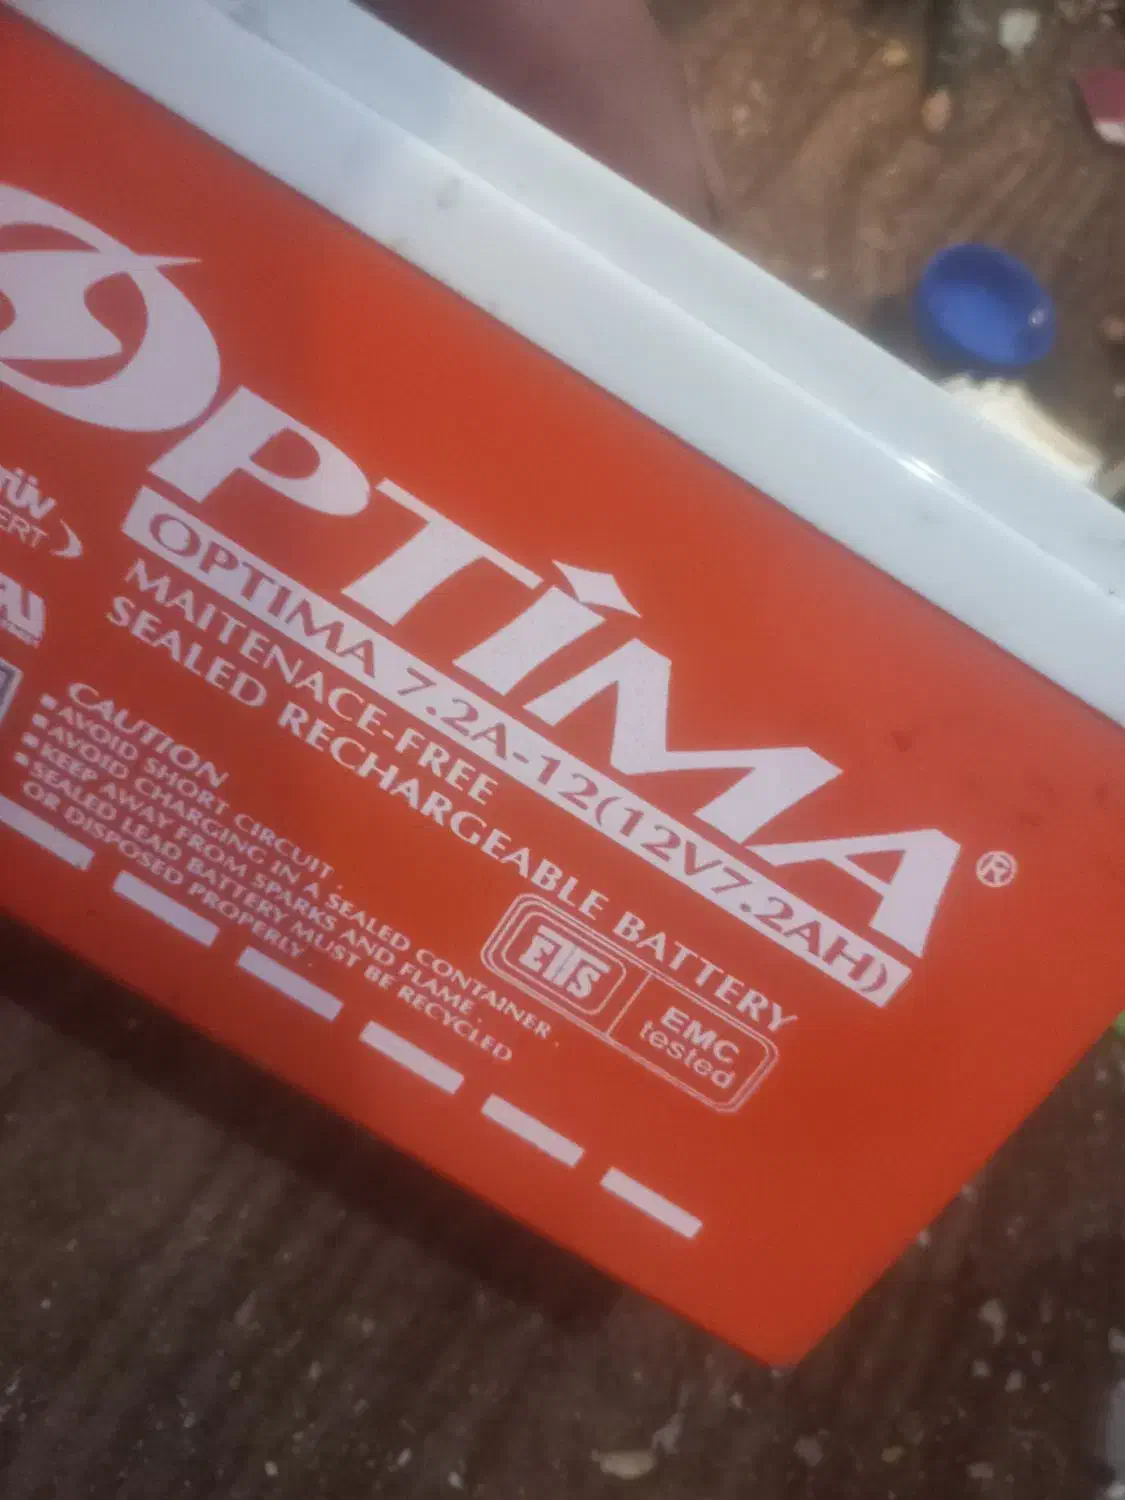 OPTIMA®
OPTIMA 7.2A-12(12V7.2AH)
MAITENACE-FREE
SEALED RECHARGEABLE BATTERY
TÜV
CERT
CAUTION
▪AVOID SHORT CIRCUIT .
▪AVOID CHARGING IN A SEALED CONTAINER .
▪KEEP AWAY FROM SPARKS AND FLAME .
▪SEALED LEAD BATTERY MUST BE RECYCLED
OR DISPOSED PROPERLY .
EMC
tested